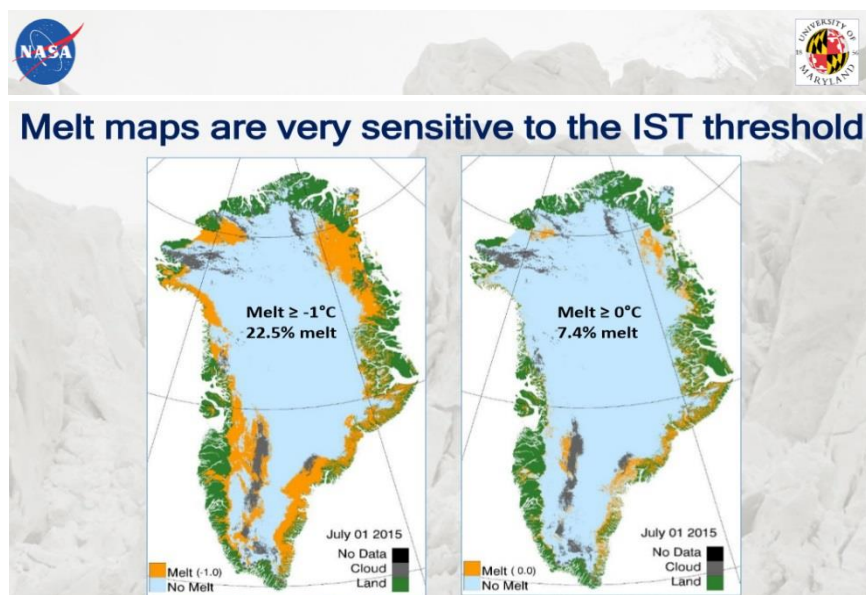 NASA
UNIVERSITY OF
MARYLAND
Melt maps are very sensitive to the IST threshold
Melt ≥ -1°C
22.5% melt
July 01 2015
No Data
Cloud
Land
Melt (-1.0)
No Melt
Melt ≥ 0°C
7.4% melt
July 01 2015
No Data
Cloud
Land
Melt ( 0.0)
No Melt